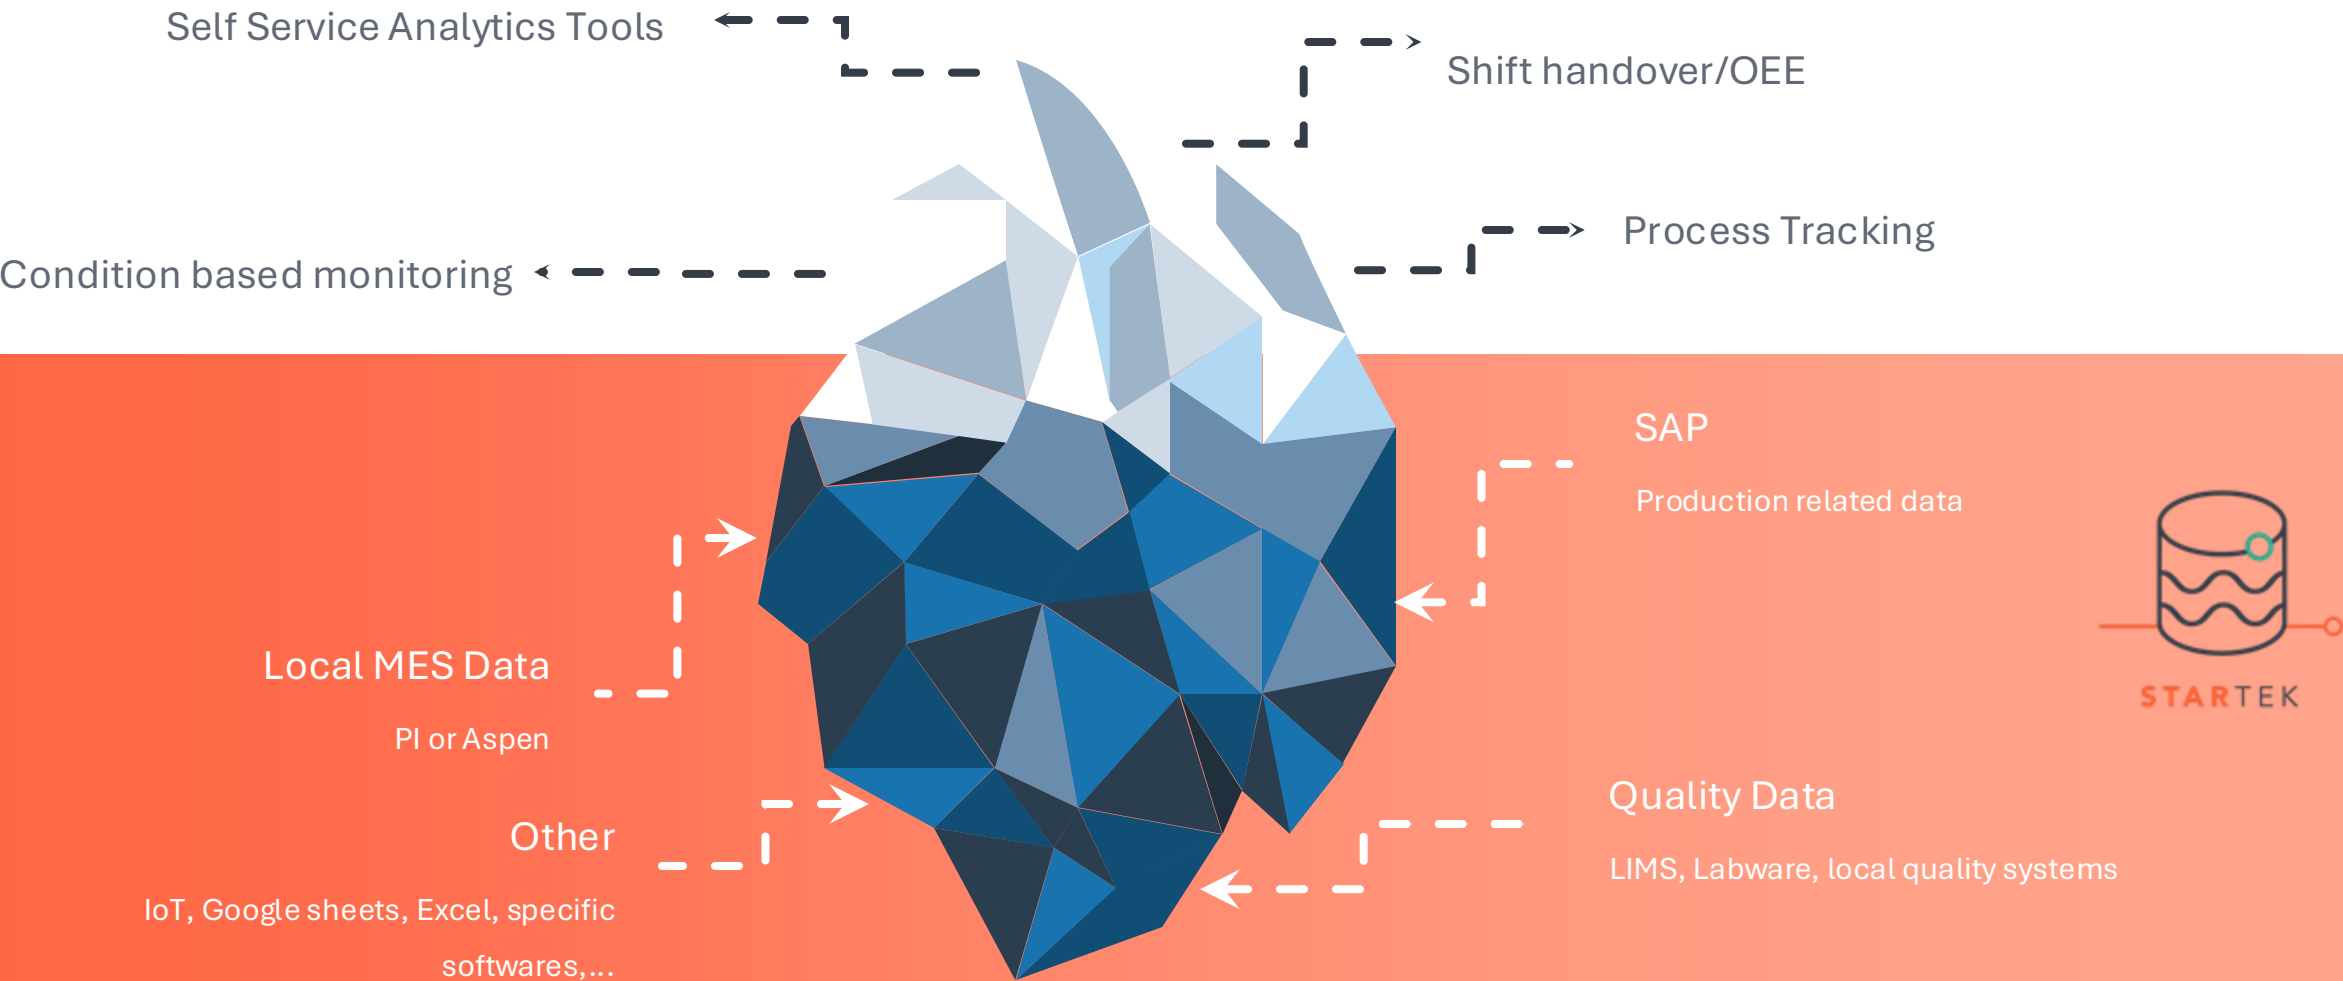 Self Service Analytics Tools
Shift handover/OEE
Process Tracking
Condition based monitoring
SAP
Production related data
Local MES Data
PI or Aspen
STARTEK
Quality Data
LIMS, Labware, local quality systems
Other
IoT, Google sheets, Excel, specific
softwares,...